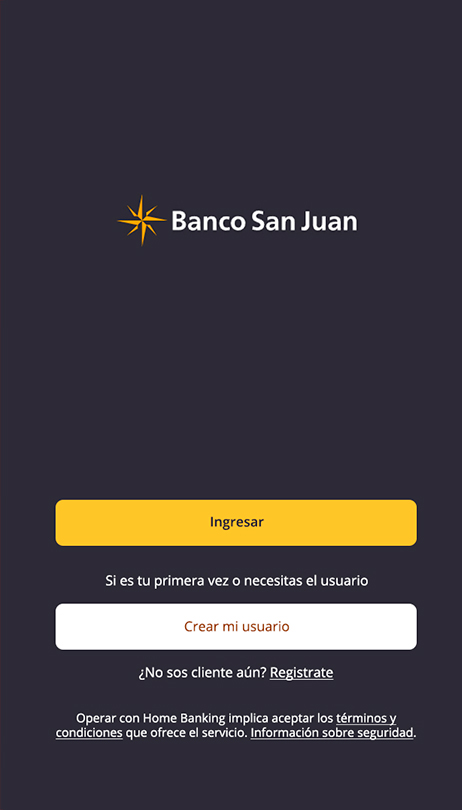 Banco San Juan
Ingresar
Si es tu primera vez o necesitas el usuario
Crear mi usuario
¿No sos cliente aún? Registrate
Operar con Home Banking implica aceptar los términos y
condiciones que ofrece el servicio. Información sobre seguridad.